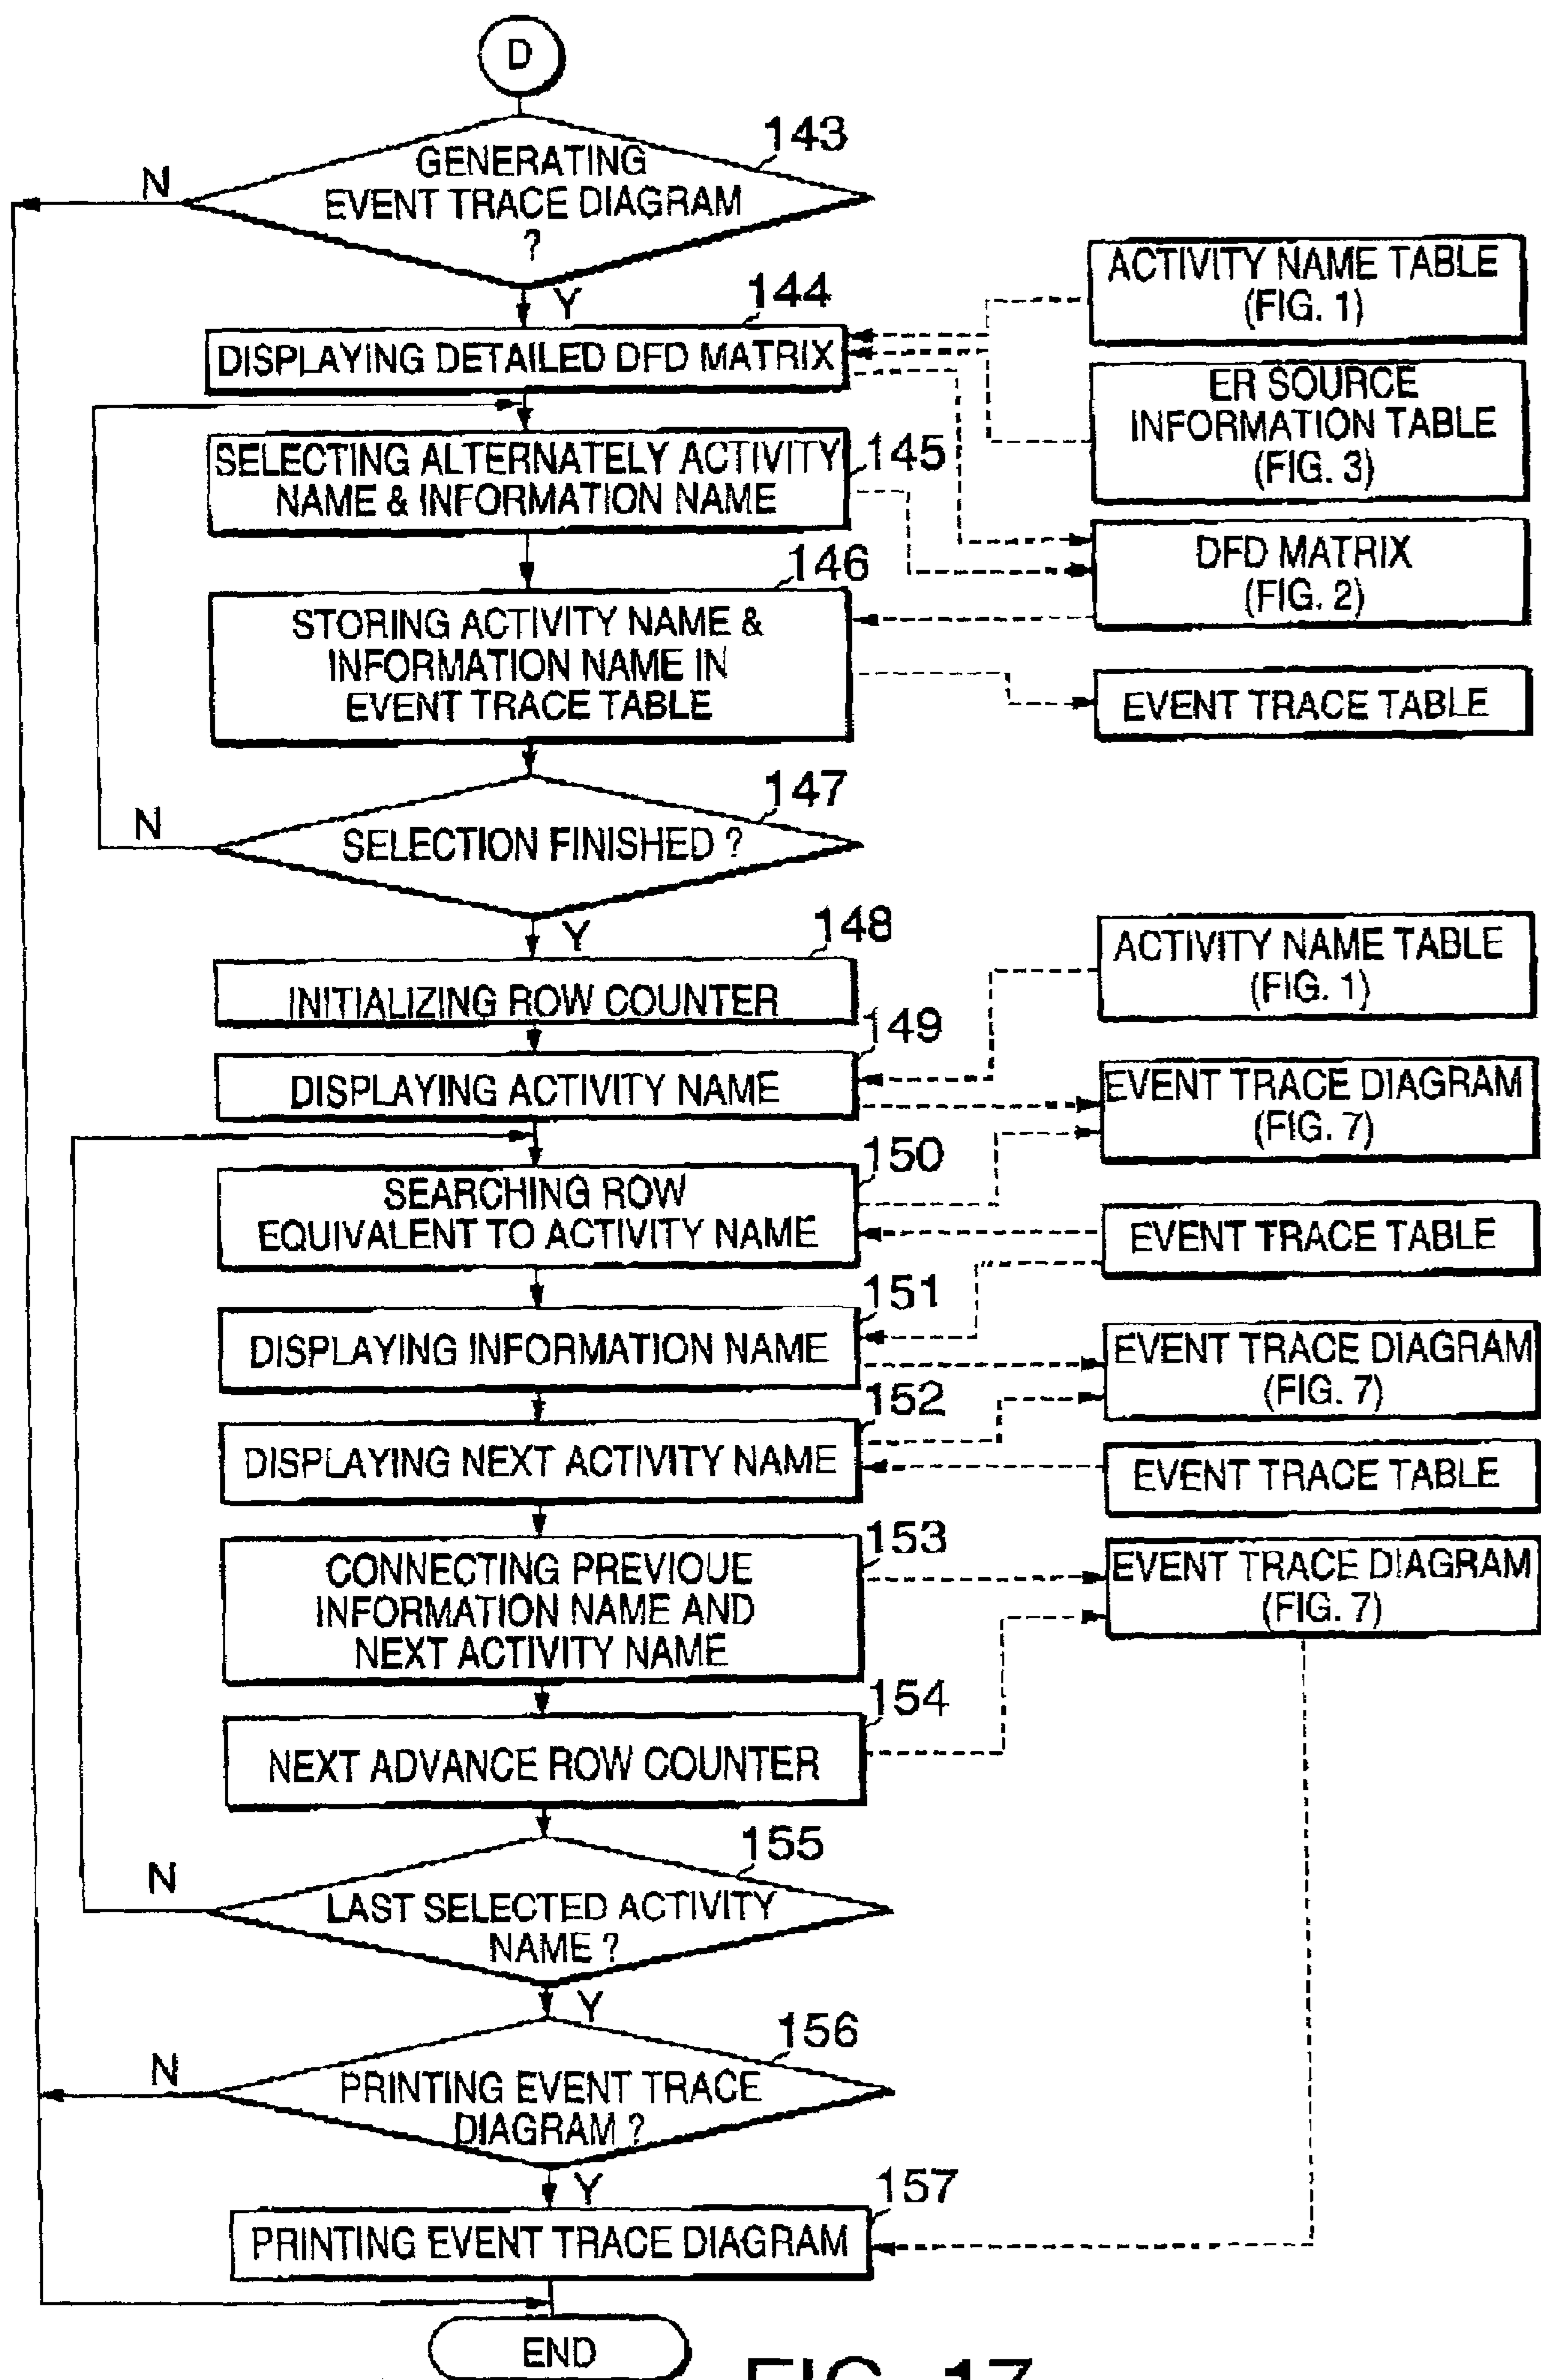 D
143
GENERATING
EVENT TRACE DIAGRAM
?
N
Y
144
DISPLAYING DETAILED DFD MATRIX
ACTIVITY NAME TABLE
(FIG. 1)
ER SOURCE
INFORMATION TABLE
(FIG. 3)
SELECTING ALTERNATELY ACTIVITY
NAME & INFORMATION NAME
145
DFD MATRIX
(FIG. 2)
146
STORING ACTIVITY NAME &
INFORMATION NAME IN
EVENT TRACE TABLE
EVENT TRACE TABLE
147
SELECTION FINISHED ?
N
Y
148
INITIALIZING ROW COUNTER
ACTIVITY NAME TABLE
(FIG. 1)
149
DISPLAYING ACTIVITY NAME
EVENT TRACE DIAGRAM
(FIG. 7)
150
SEARCHING ROW
EQUIVALENT TO ACTIVITY NAME
EVENT TRACE TABLE
151
DISPLAYING INFORMATION NAME
EVENT TRACE DIAGRAM
(FIG. 7)
152
DISPLAYING NEXT ACTIVITY NAME
EVENT TRACE TABLE
153
CONNECTING PREVIOUE
INFORMATION NAME AND
NEXT ACTIVITY NAME
EVENT TRACE DIAGRAM
(FIG. 7)
154
NEXT ADVANCE ROW COUNTER
155
LAST SELECTED ACTIVITY
NAME ?
N
Y
156
PRINTING EVENT TRACE
DIAGRAM ?
N
Y
157
PRINTING EVENT TRACE DIAGRAM
END
FIG. 17